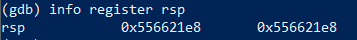 (gdb) info register rsp
rsp            0x556621e8          0x556621e8